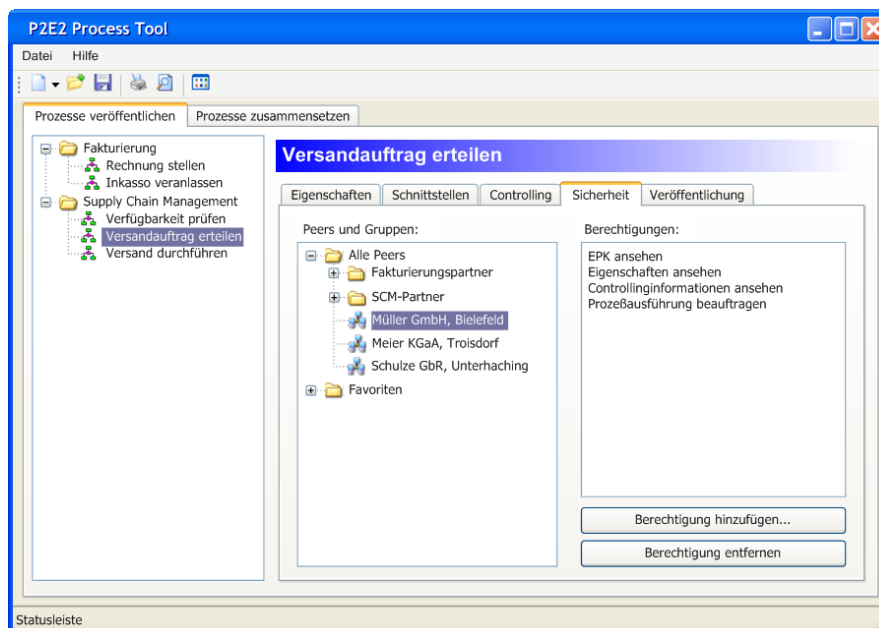 P2E2 Process Tool
Datei Hilfe
Prozesse veröffentlichen Prozesse zusammensetzen
Fakturierung
Rechnung stellen
Inkasso veranlassen
Supply Chain Management
Verfügbarkeit prüfen
Versandauftrag erteilen
Versand durchführen
Versandauftrag erteilen
Eigenschaften Schnittstellen Controlling Sicherheit Veröffentlichung
Peers und Gruppen:
Alle Peers
Fakturierungspartner
SCM-Partner
Müller GmbH, Bielefeld
Meier KGaA, Troisdorf
Schulze GbR, Unterhaching
Favoriten
Berechtigungen:
EPK ansehen
Eigenschaften ansehen
Controllinginformationen ansehen
Prozeßausführung beauftragen
Berechtigung hinzufügen...
Berechtigung entfernen
Statusleiste